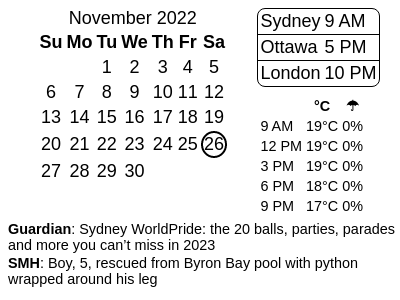 November 2022
Su Mo Tu We Th Fr Sa
1 2 3 4 5
6 7 8 9 10 11 12
13 14 15 16 17 18 19
20 21 22 23 24 25 26
27 28 29 30
Sydney 9 AM
Ottawa 5 PM
London 10 PM
°C ☂
9 AM 19°C 0%
12 PM 19°C 0%
3 PM 19°C 0%
6 PM 18°C 0%
9 PM 17°C 0%
Guardian: Sydney WorldPride: the 20 balls, parties, parades
and more you can’t miss in 2023
SMH: Boy, 5, rescued from Byron Bay pool with python
wrapped around his leg